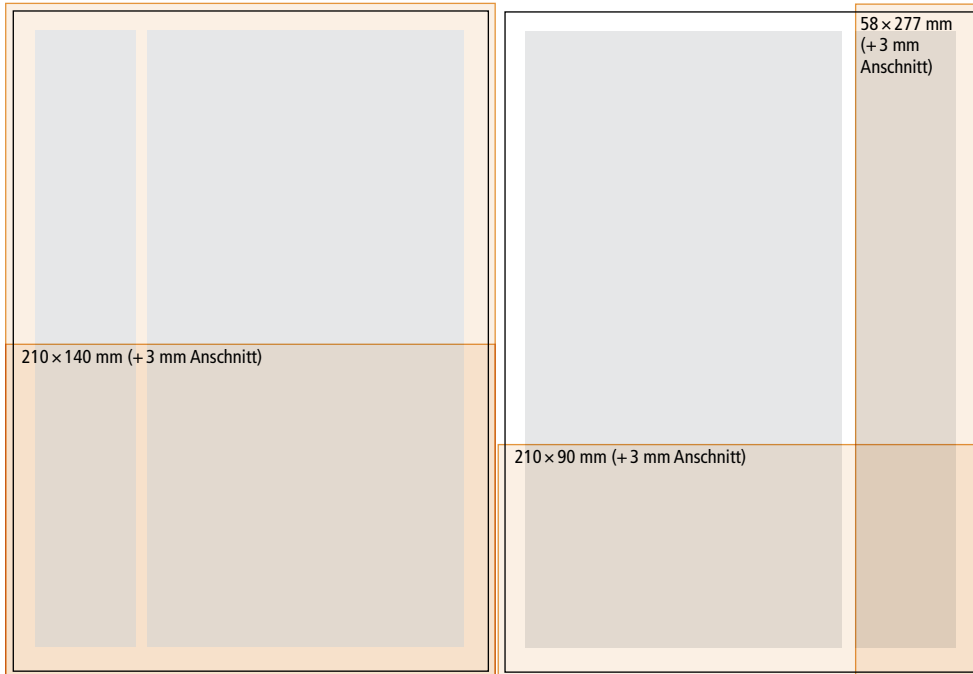 210 × 140 mm (+ 3 mm Anschnitt)
58 × 277 mm
(+ 3 mm
Anschnitt)
210 × 90 mm (+ 3 mm Anschnitt)